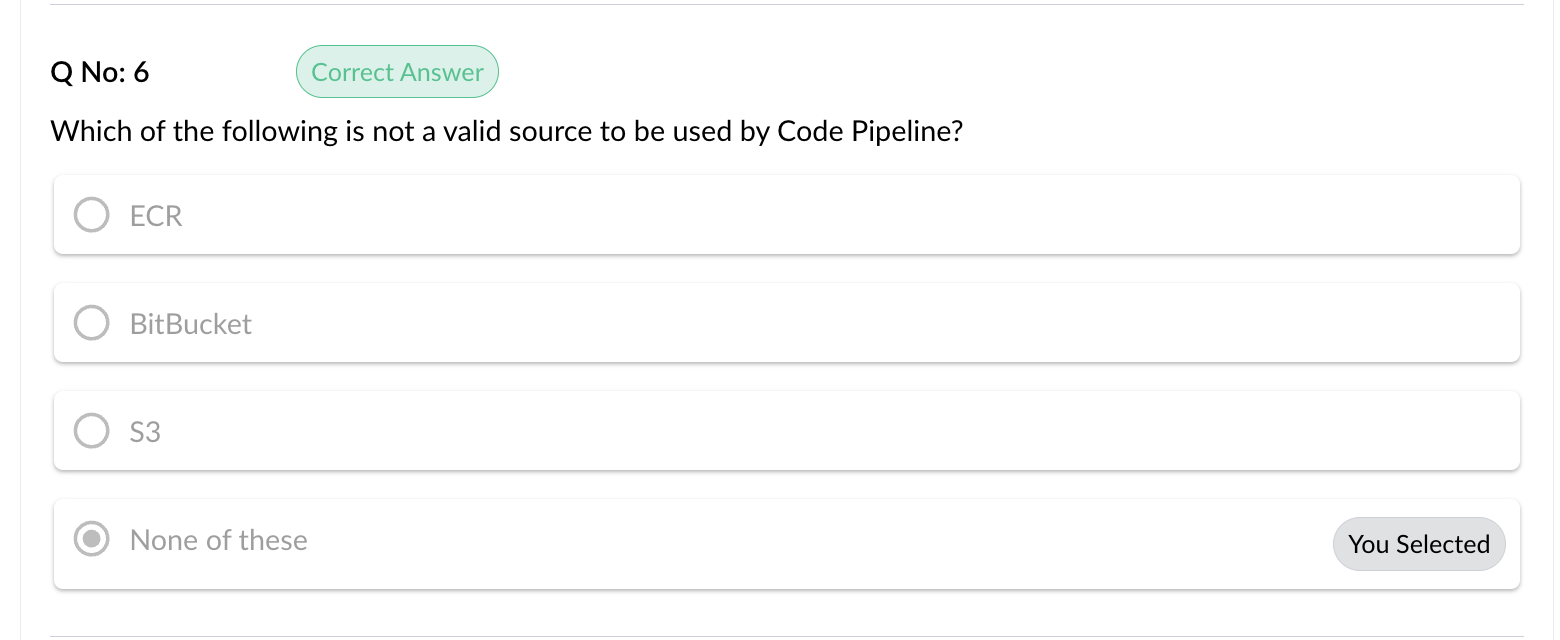 Q No: 6 Correct Answer
Which of the following is not a valid source to be used by Code Pipeline?
ECR
BitBucket
S3
None of these You Selected